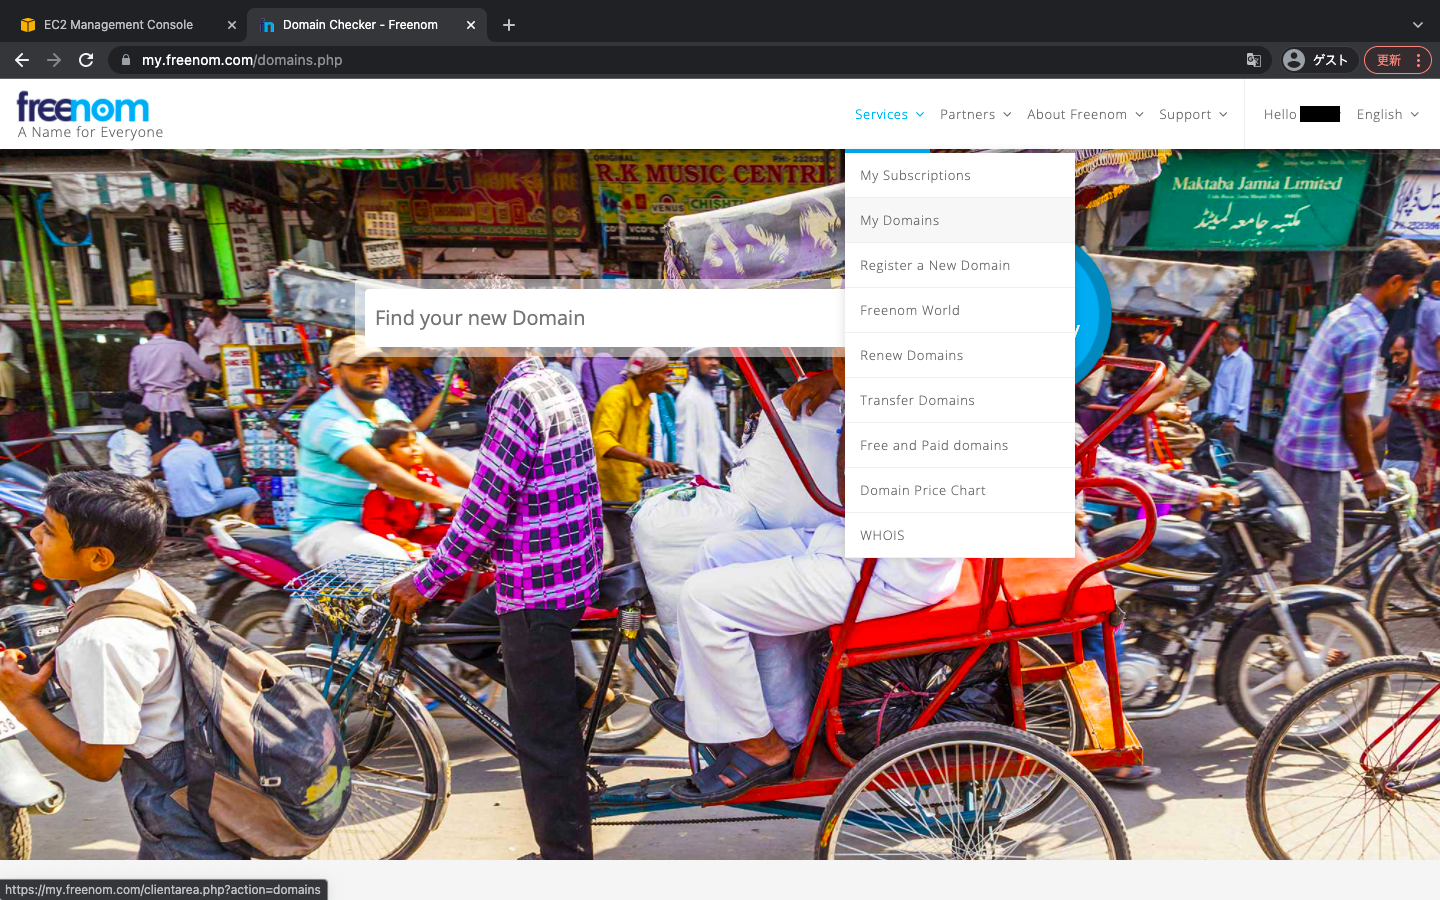 EC2 Management Console
Domain Checker - Freenom
my.freenom.com/domains.php
ゲスト
更新
freenom
A Name for Everyone
Services
Partners
About Freenom
Support
Hello
English
My Subscriptions
My Domains
Register a New Domain
Freenom World
Renew Domains
Transfer Domains
Free and Paid domains
Domain Price Chart
WHOIS
Find your new Domain
R.K MUSIC CENTRE
VENUS
CHISHTI
Maktaba Jamia Limited
مکتبہ جامعہ لمیٹڈ
https://my.freenom.com/clientarea.php?action=domains